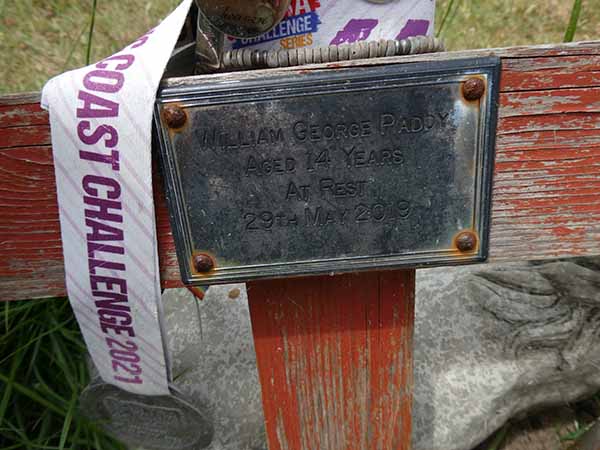 CHALLENGE
SERIES
COAST CHALLENGE 2021
WILLIAM GEORGE PADDY
AGED 14 YEARS
AT REST
29TH MAY 2019